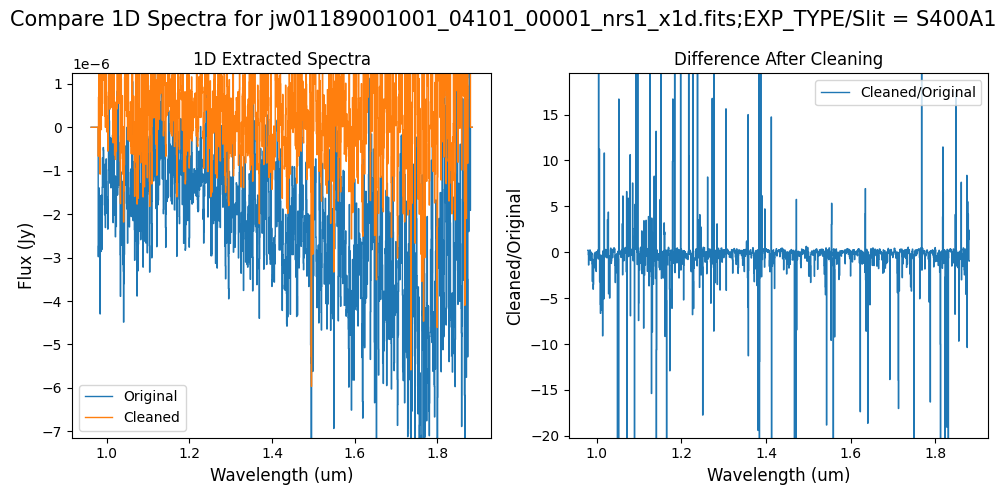 Compare 1D Spectra for jw01189001001_04101_00001_nrs1_x1d.fits;EXP_TYPE/Slit = S400A1
1D Extracted Spectra
1e−6
1
0
−1
−2
−3
−4
−5
−6
−7
Flux (Jy)
Original
Cleaned
1.0
1.2
1.4
1.6
1.8
Wavelength (um)
Difference After Cleaning
Cleaned/Original
15
10
5
0
−5
−10
−15
−20
Cleaned/Original
1.0
1.2
1.4
1.6
1.8
Wavelength (um)